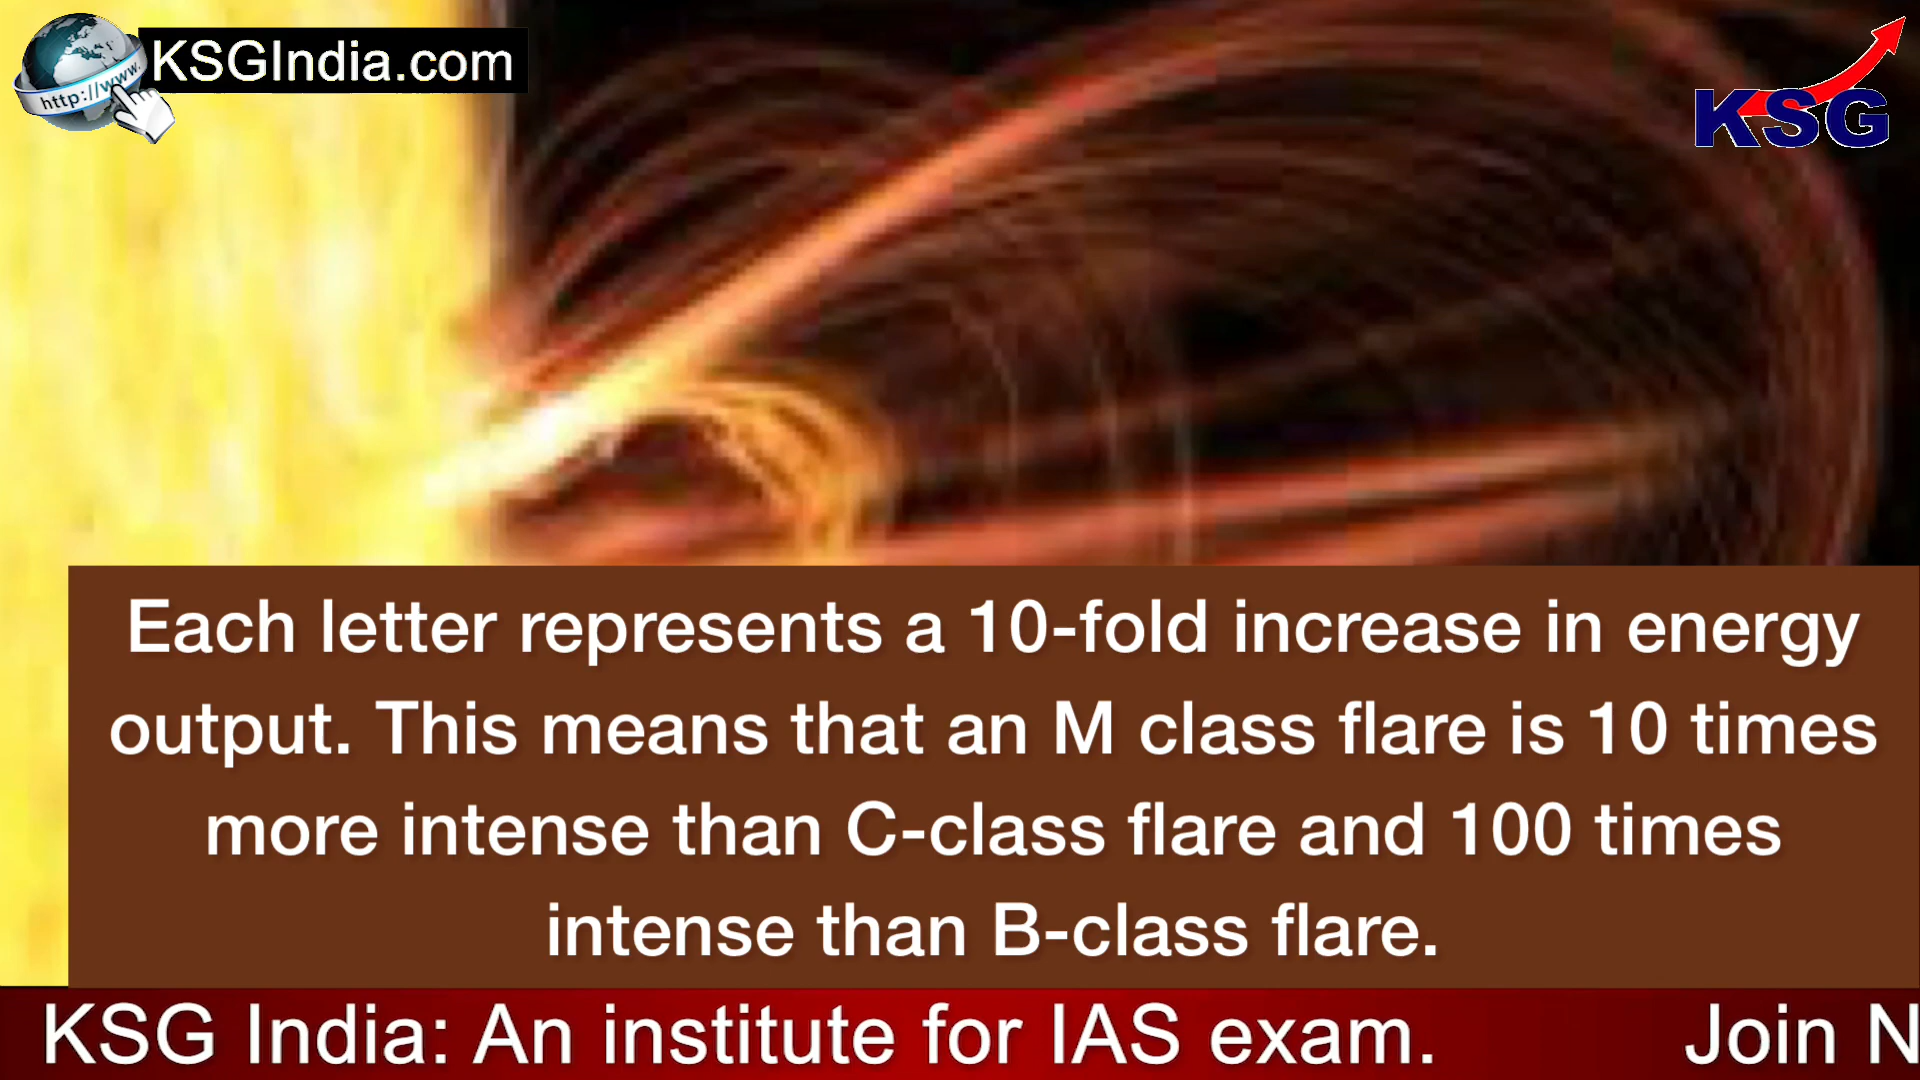 KSGIndia.com
http://www.
KSG
Each letter represents a 10-fold increase in energy
output. This means that an M class flare is 10 times
more intense than C-class flare and 100 times
intense than B-class flare.
KSG India: An institute for IAS exam. Join N